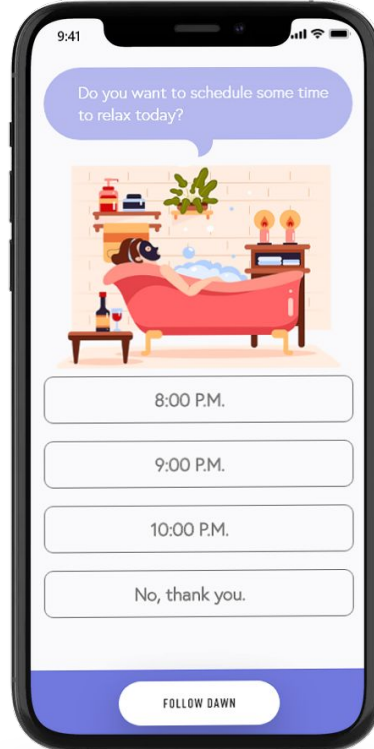 9:41
Do you want to schedule some time
to relax today?
8:00 P.M.
9:00 P.M.
10:00 P.M.
No, thank you.
FOLLOW DAWN